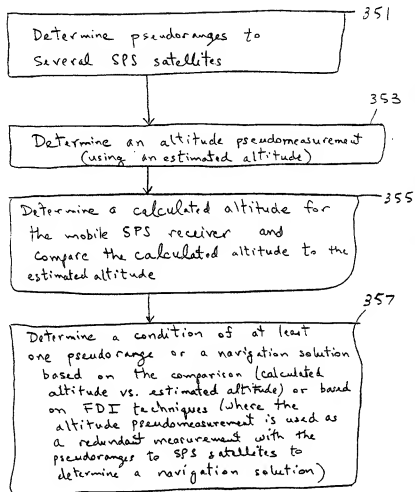 351
Determine pseudoranges to
several SPS satellites
353
Determine an altitude pseudomeasurement
(using an estimated altitude)
355
Determine a calculated altitude for
the mobile SPS receiver and
compare the calculated altitude to the
estimated altitude
357
Determine a condition of at least
one pseudorange or a navigation solution
based on the comparison (calculated
altitude vs. estimated altitude) or based
on FDI techniques (where the
altitude pseudomeasurement is used as
a redundant measurement with the
pseudoranges to SPS satellites to
determine a navigation solution)